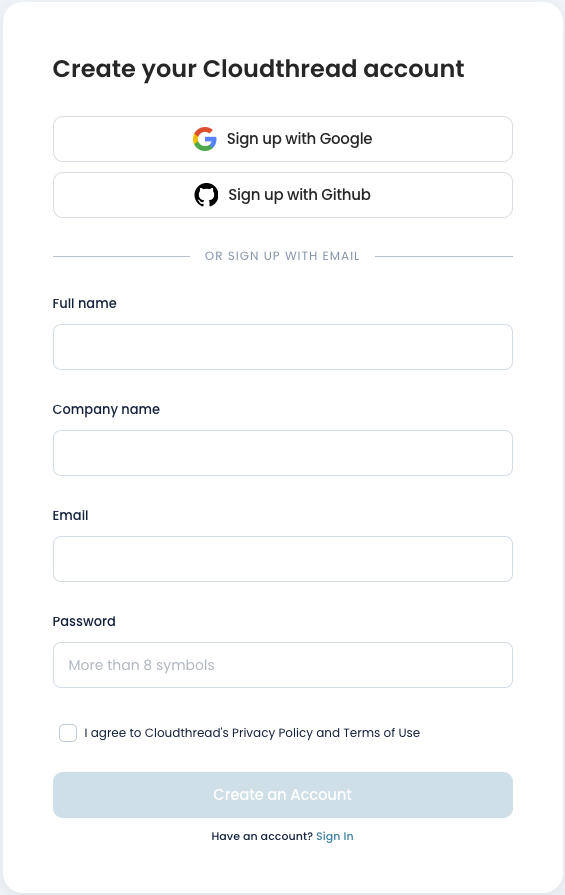 Create your Cloudthread account
Sign up with Google
Sign up with Github
OR SIGN UP WITH EMAIL
Full name
Company name
Email
Password
More than 8 symbols
I agree to Cloudthread's Privacy Policy and Terms of Use
Create an Account
Have an account? Sign In